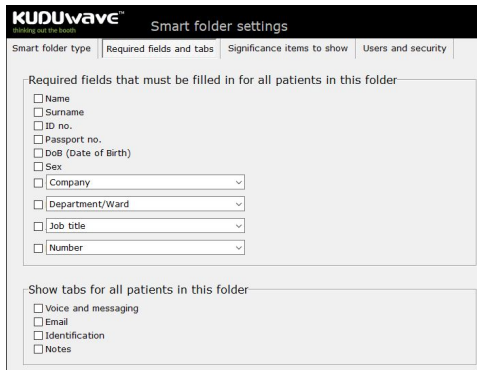 KUDUwave™
thinking out the booth
Smart folder settings
Smart folder type
Required fields and tabs
Significance items to show
Users and security
Required fields that must be filled in for all patients in this folder
Name
Surname
ID no.
Passport no.
DoB (Date of Birth)
Sex
Company
Department/Ward
Job title
Number
Show tabs for all patients in this folder
Voice and messaging
Email
Identification
Notes